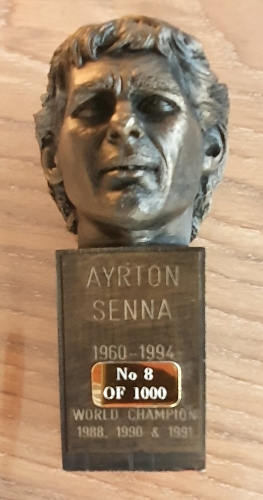 AYRTON
SENNA
1960-1994
No 8
OF 1000
WORLD CHAMPION
1988, 1990 & 1991